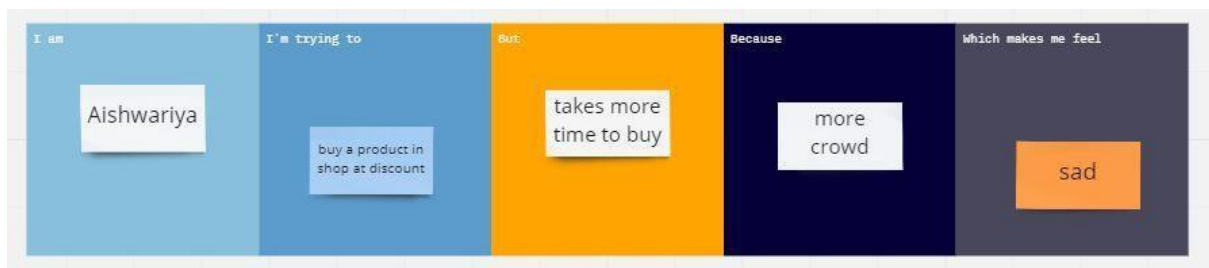 I am
Aishwariya
I'm trying to
buy a product in
shop at discount
But
takes more
time to buy
Because
more
crowd
Which makes me feel
sad